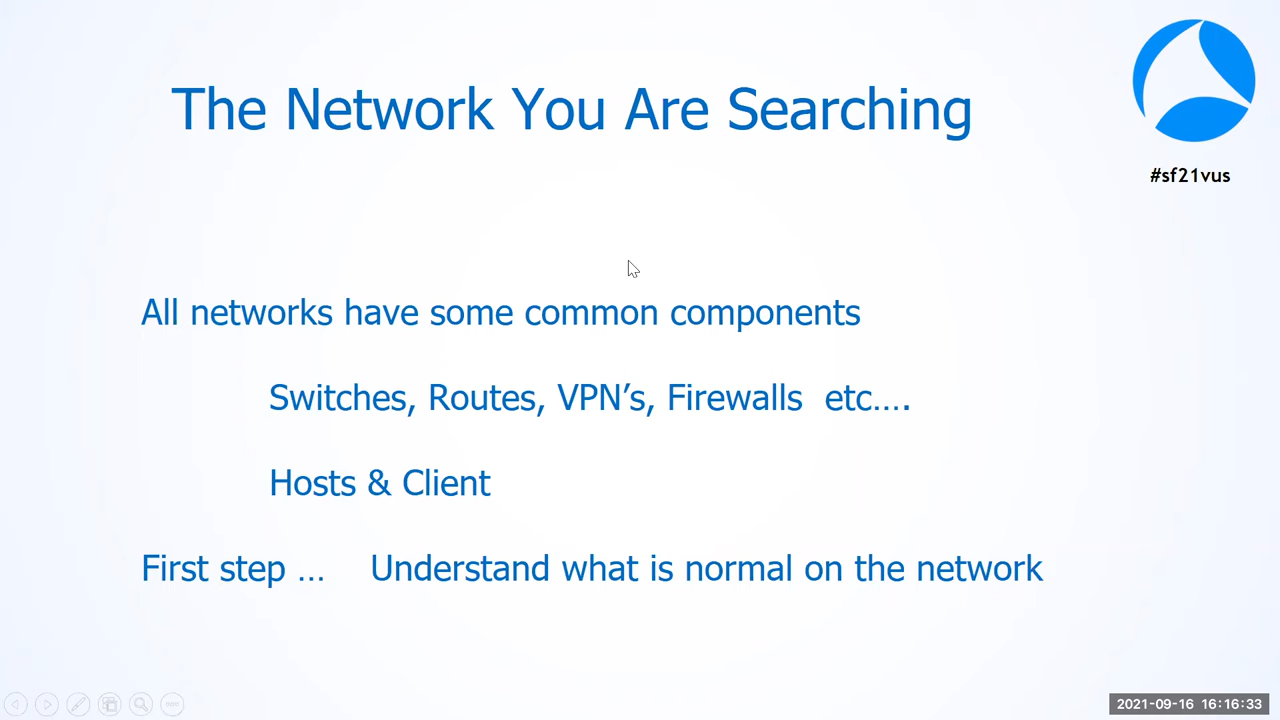 The Network You Are Searching
#sf21vus
All networks have some common components
Switches, Routes, VPN’s, Firewalls  etc….
Hosts & Client
First step …    Understand what is normal on the network
2021-09-16 16:16:33